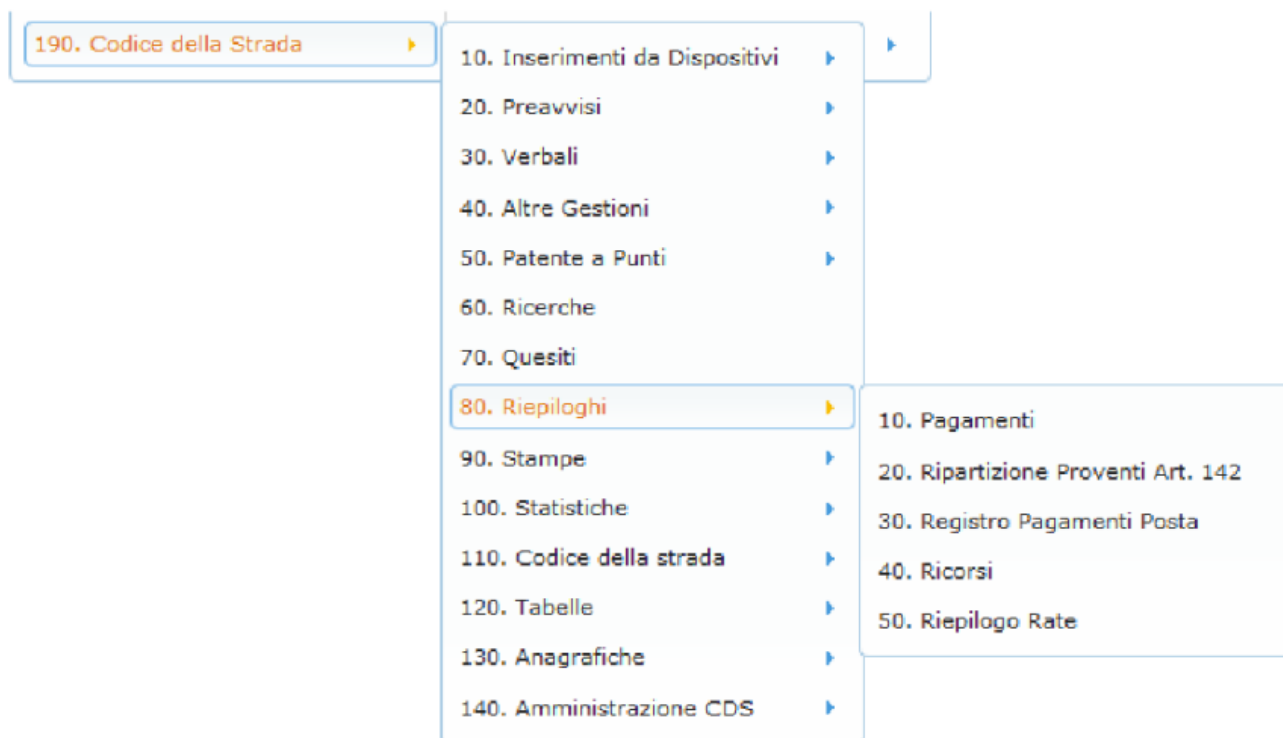 190. Codice della Strada
10. Inserimenti da Dispositivi
20. Preavvisi
30. Verbali
40. Altre Gestioni
50. Patente a Punti
60. Ricerche
70. Quesiti
80. Riepiloghi
90. Stampe
100. Statistiche
110. Codice della strada
120. Tabelle
130. Anagrafiche
140. Amministrazione CDS
10. Pagamenti
20. Ripartizione Proventi Art. 142
30. Registro Pagamenti Posta
40. Ricorsi
50. Riepilogo Rate